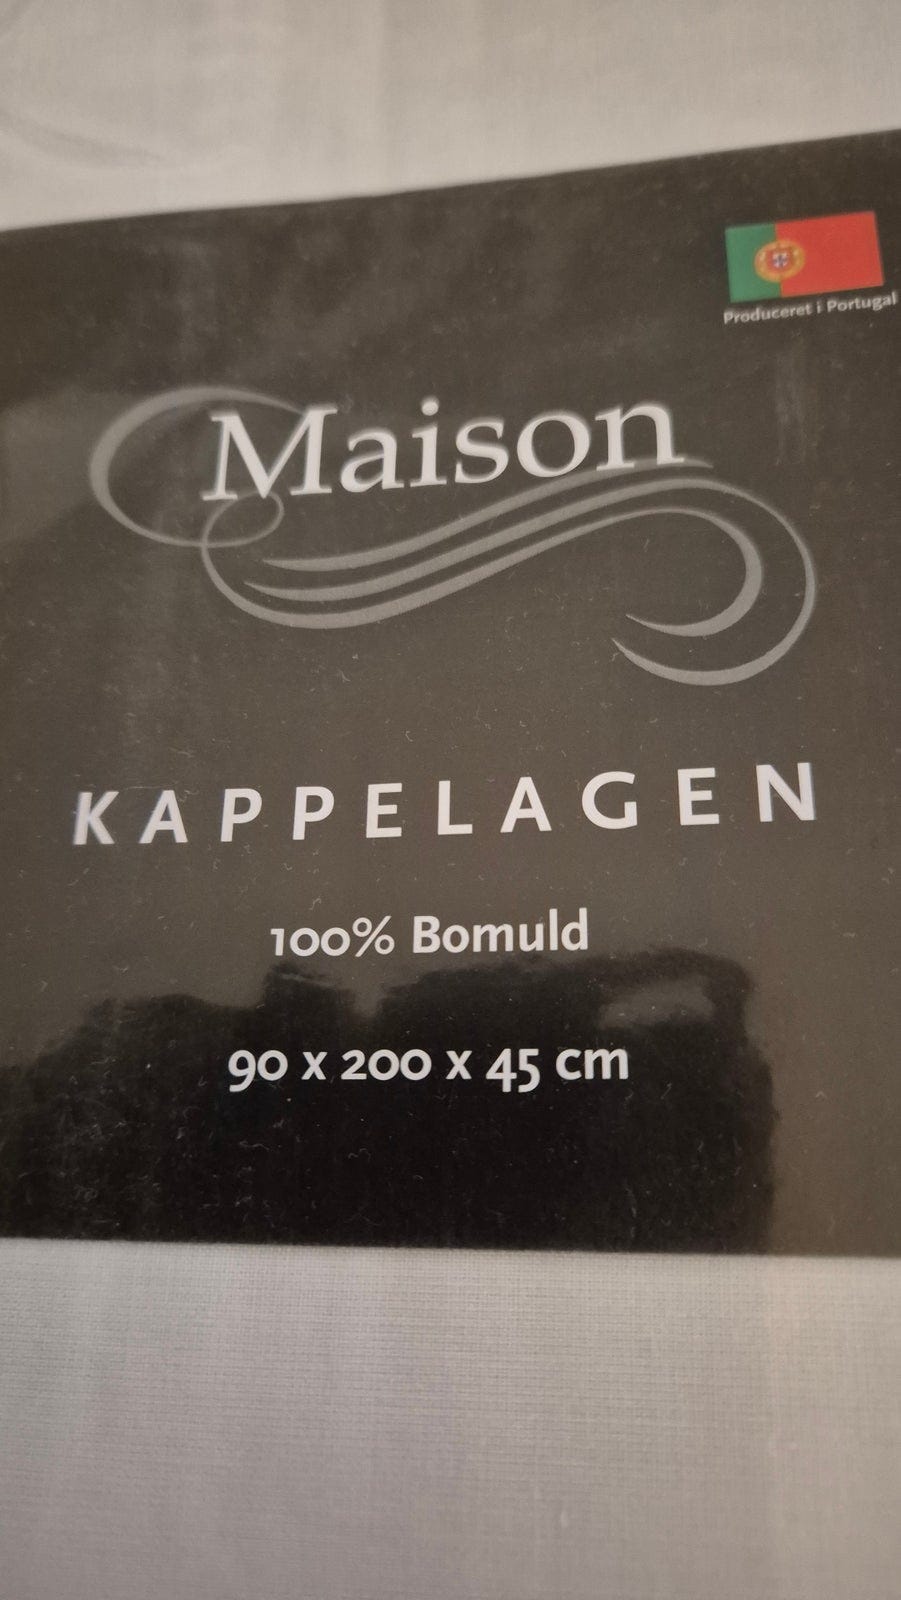 Produceret i Portugal
Maison
KAPPELAGEN
100% Bomuld
90 x 200 x 45 cm